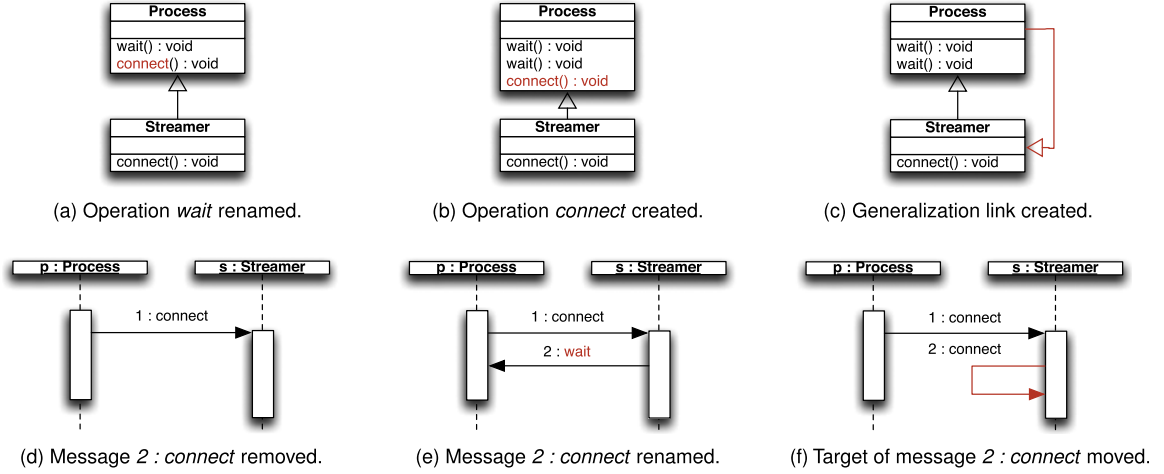 Process
wait() : void
connect() : void
Streamer
connect() : void
(a) Operation wait renamed.
Process
wait() : void
wait() : void
connect() : void
Streamer
connect() : void
(b) Operation connect created.
Process
wait() : void
wait() : void
Streamer
connect() : void
(c) Generalization link created.
p : Process
s : Streamer
1 : connect
(d) Message 2 : connect removed.
p : Process
s : Streamer
1 : connect
2 : wait
(e) Message 2 : connect renamed.
p : Process
s : Streamer
1 : connect
2 : connect
(f) Target of message 2 : connect moved.